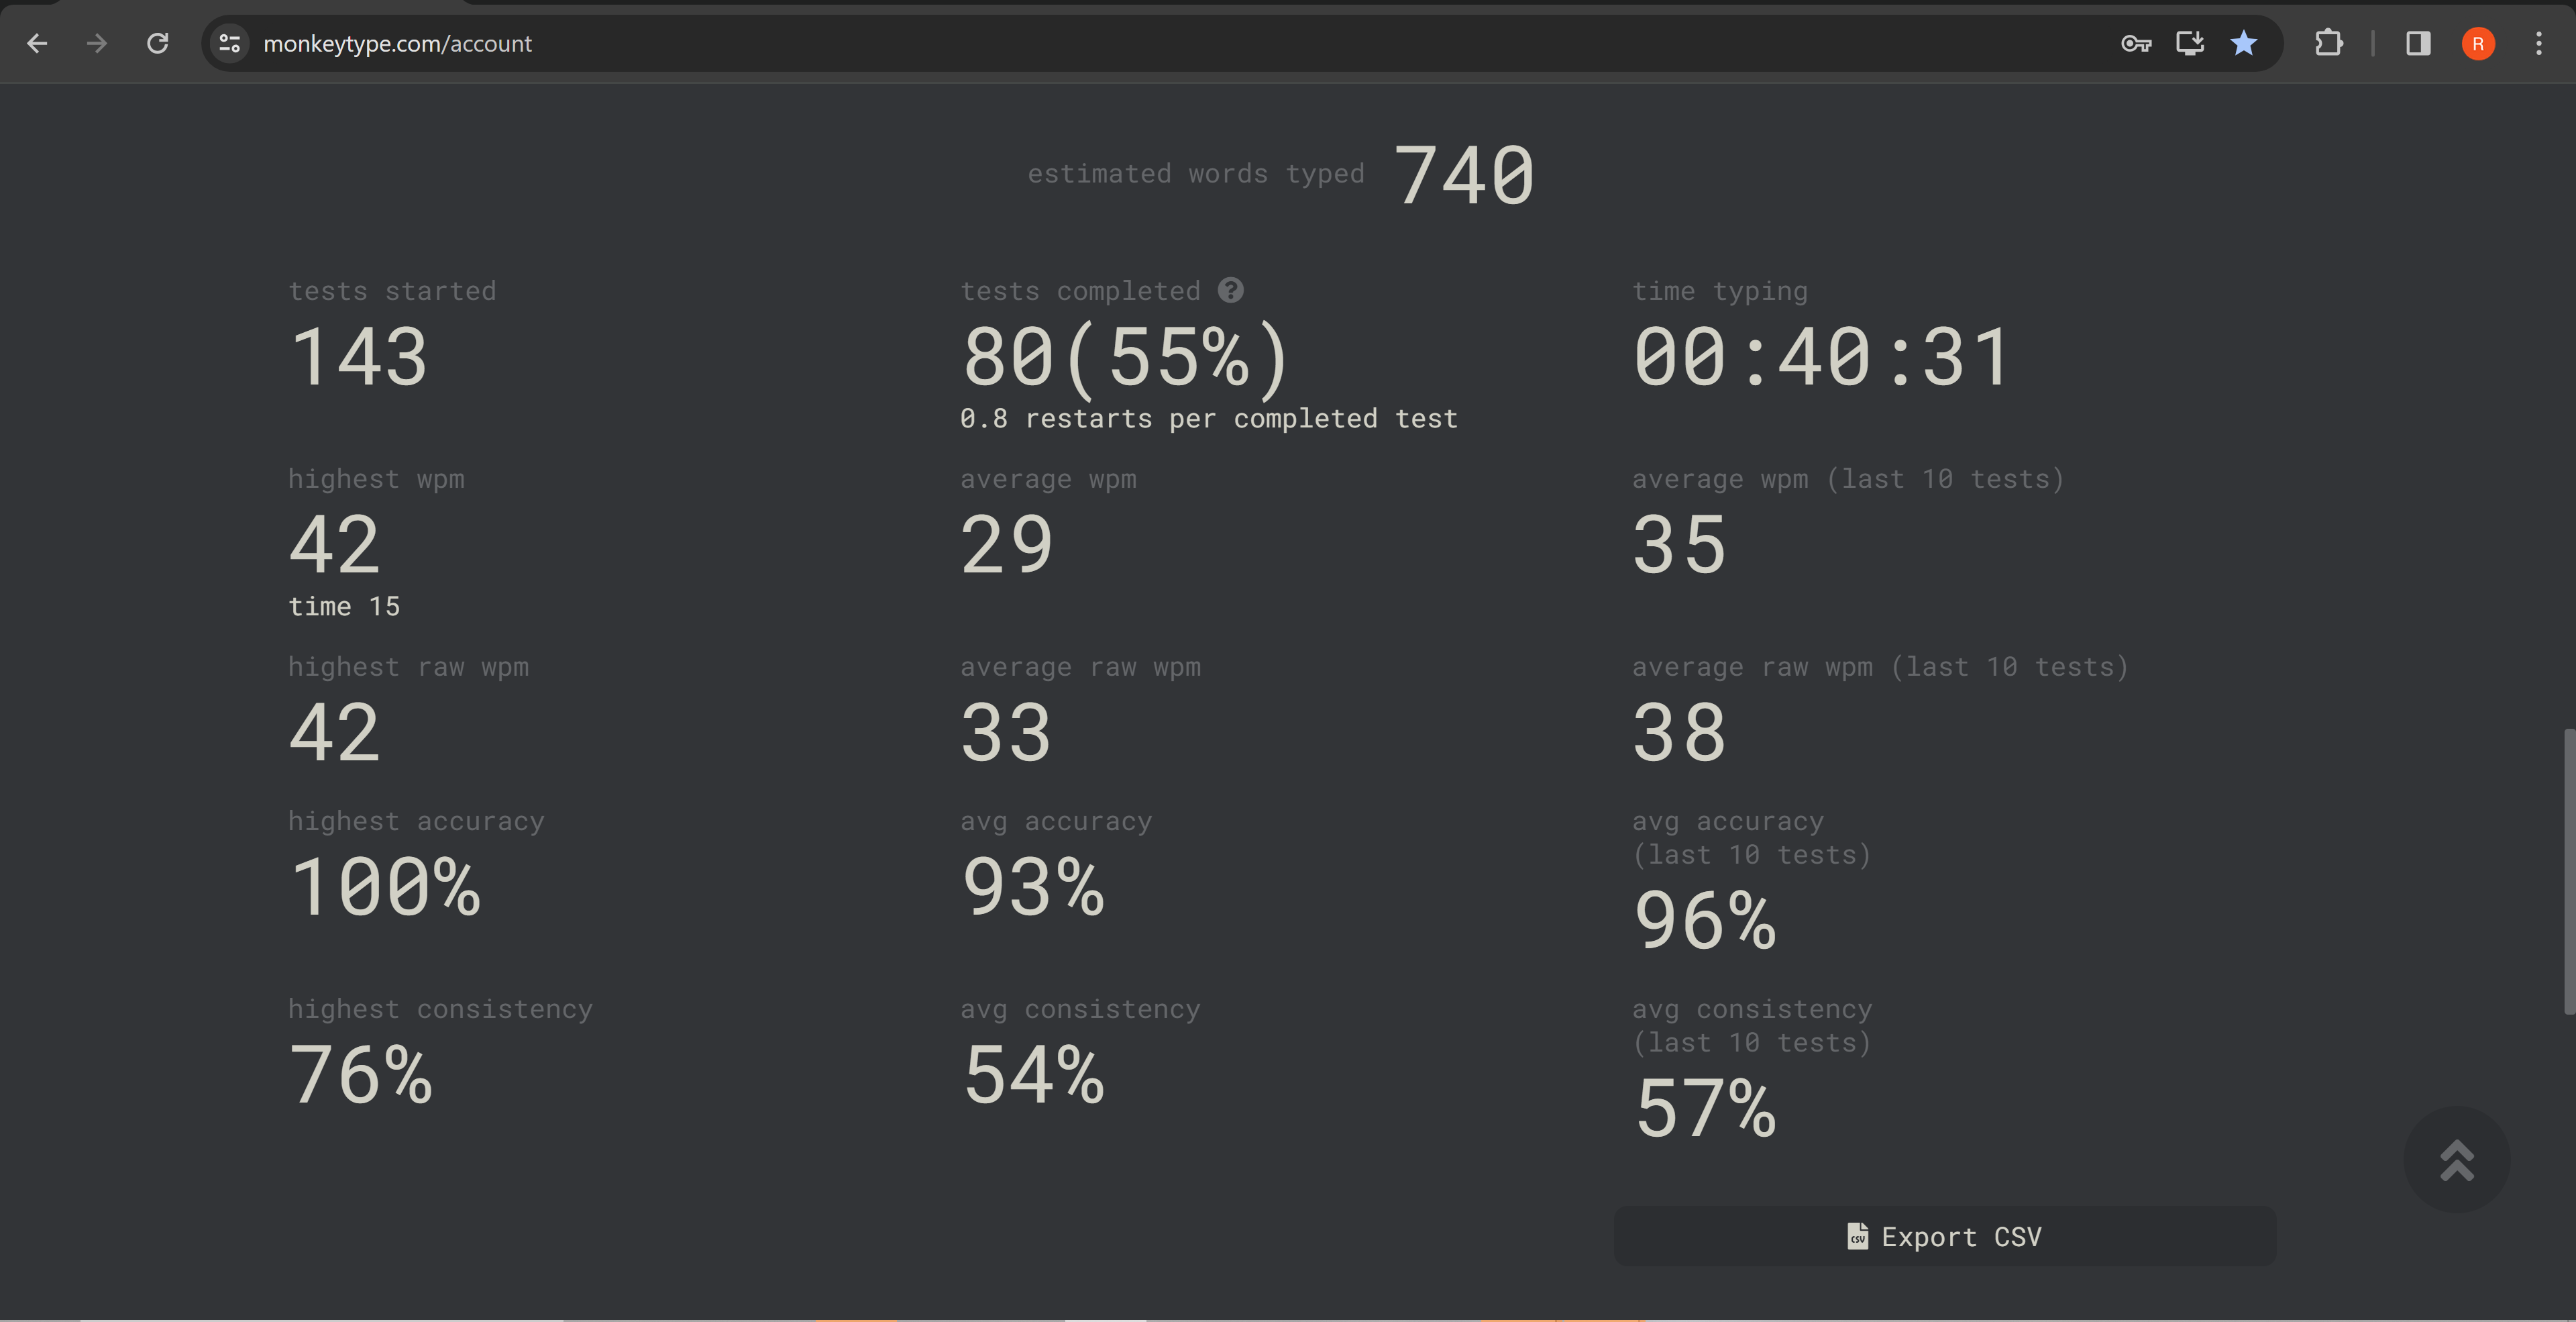 monkeytype.com/account
R
estimated words typed 740
tests started
143
tests completed ?
80(55%)
0.8 restarts per completed test
time typing
00:40:31
highest wpm
42
time 15
average wpm
29
average wpm (last 10 tests)
35
highest raw wpm
42
average raw wpm
33
average raw wpm (last 10 tests)
38
highest accuracy
100%
avg accuracy
93%
avg accuracy
(last 10 tests)
96%
highest consistency
76%
avg consistency
54%
avg consistency
(last 10 tests)
57%
CSV Export CSV